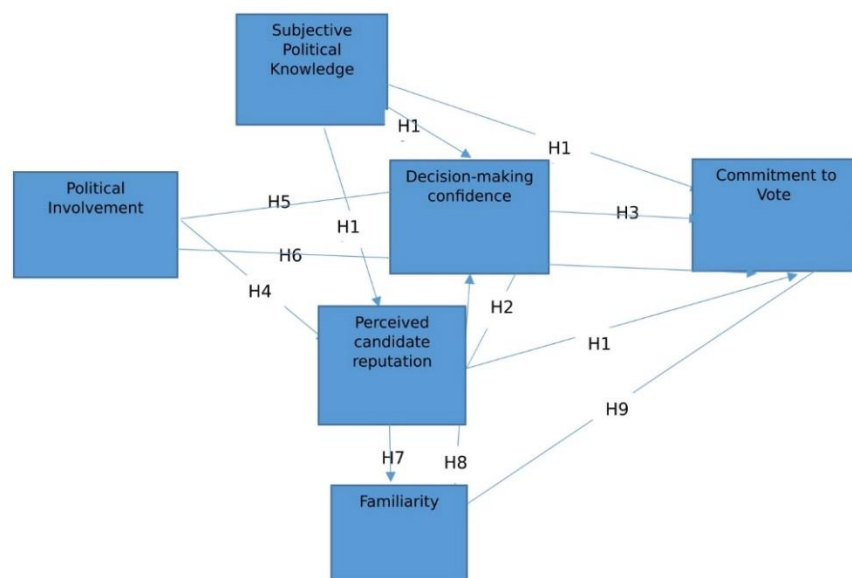 Subjective
Political
Knowledge
H1
H1
Political
Involvement
Decision-making
confidence
Commitment to
Vote
H5
H3
H1
H6
H4
H2
Perceived
candidate
reputation
H1
H9
H7
H8
Familiarity